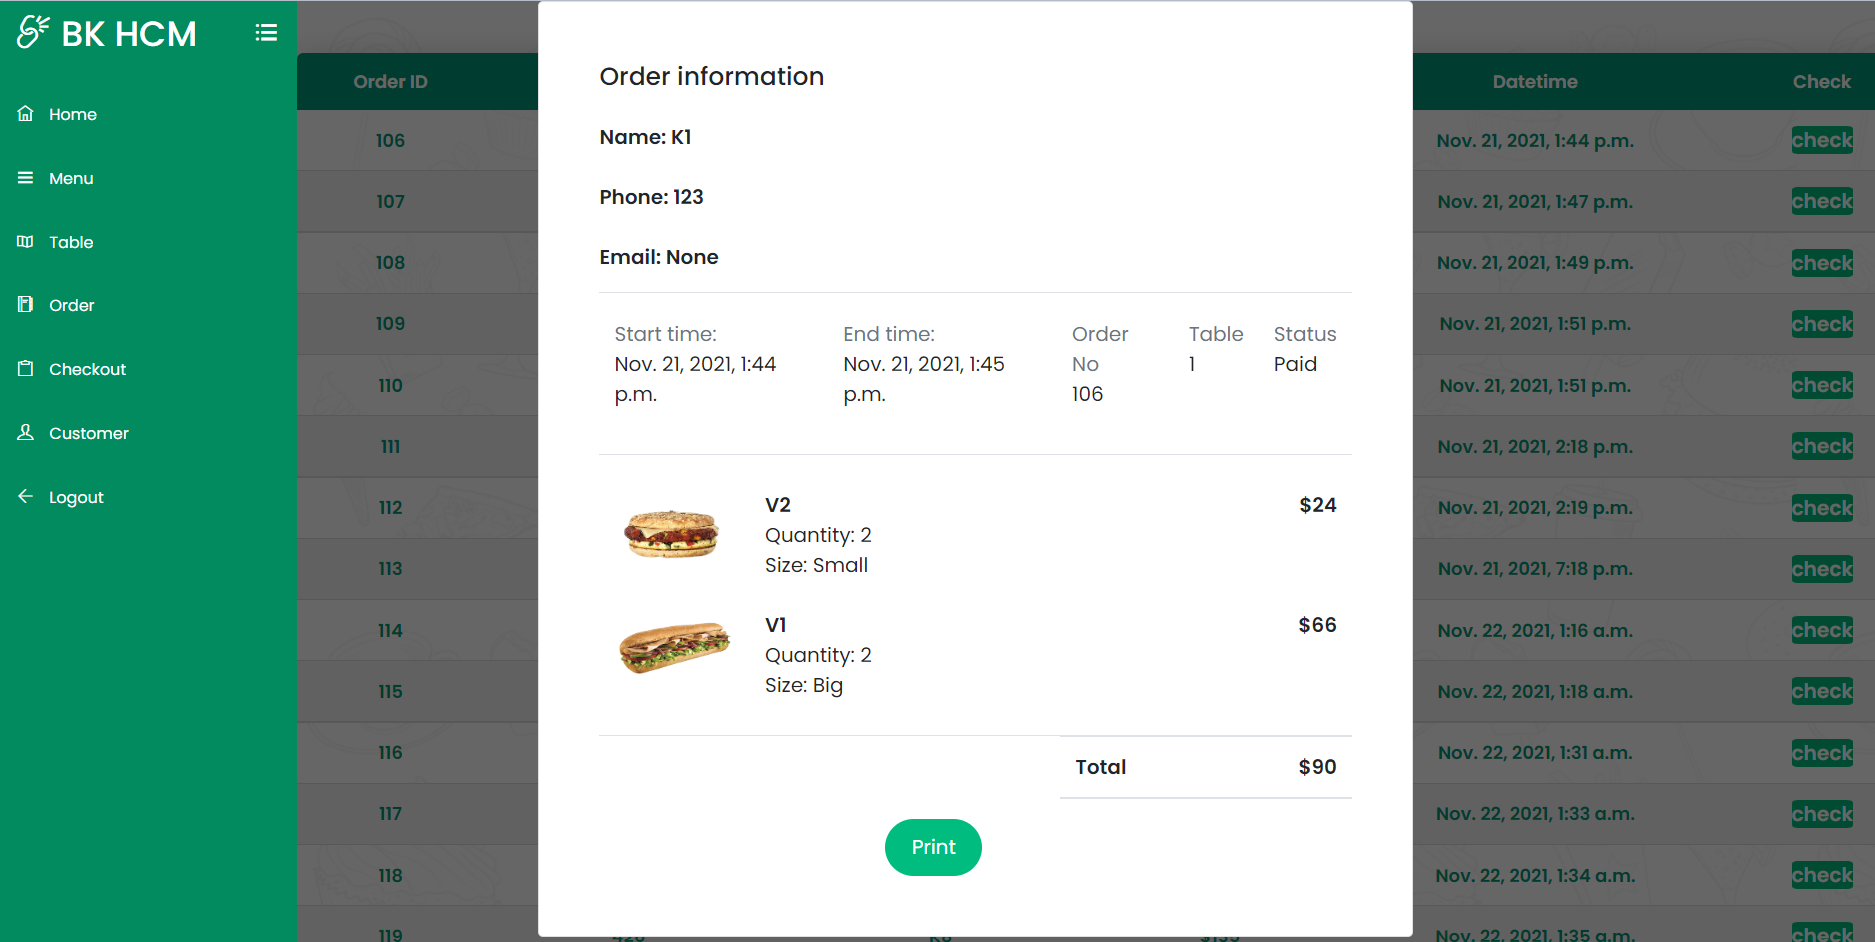 BK HCM
Home
Menu
Table
Order
Checkout
Customer
Logout
Order ID
Datetime
Check
106
Nov. 21, 2021, 1:44 p.m.
check
107
Nov. 21, 2021, 1:47 p.m.
check
108
Nov. 21, 2021, 1:49 p.m.
check
109
Nov. 21, 2021, 1:51 p.m.
check
110
Nov. 21, 2021, 1:51 p.m.
check
111
Nov. 21, 2021, 2:18 p.m.
check
112
Nov. 21, 2021, 2:19 p.m.
check
113
Nov. 21, 2021, 7:18 p.m.
check
114
Nov. 22, 2021, 1:16 a.m.
check
115
Nov. 22, 2021, 1:18 a.m.
check
116
Nov. 22, 2021, 1:31 a.m.
check
117
Nov. 22, 2021, 1:33 a.m.
check
118
Nov. 22, 2021, 1:34 a.m.
check
119
Nov. 22, 2021, 1:35 a.m.
check
Order information
Name: K1
Phone: 123
Email: None
Start time:
Nov. 21, 2021, 1:44
p.m.
End time:
Nov. 21, 2021, 1:45
p.m.
Order
No
106
Table
1
Status
Paid
V2
$24
Quantity: 2
Size: Small
V1
$66
Quantity: 2
Size: Big
Total
$90
Print